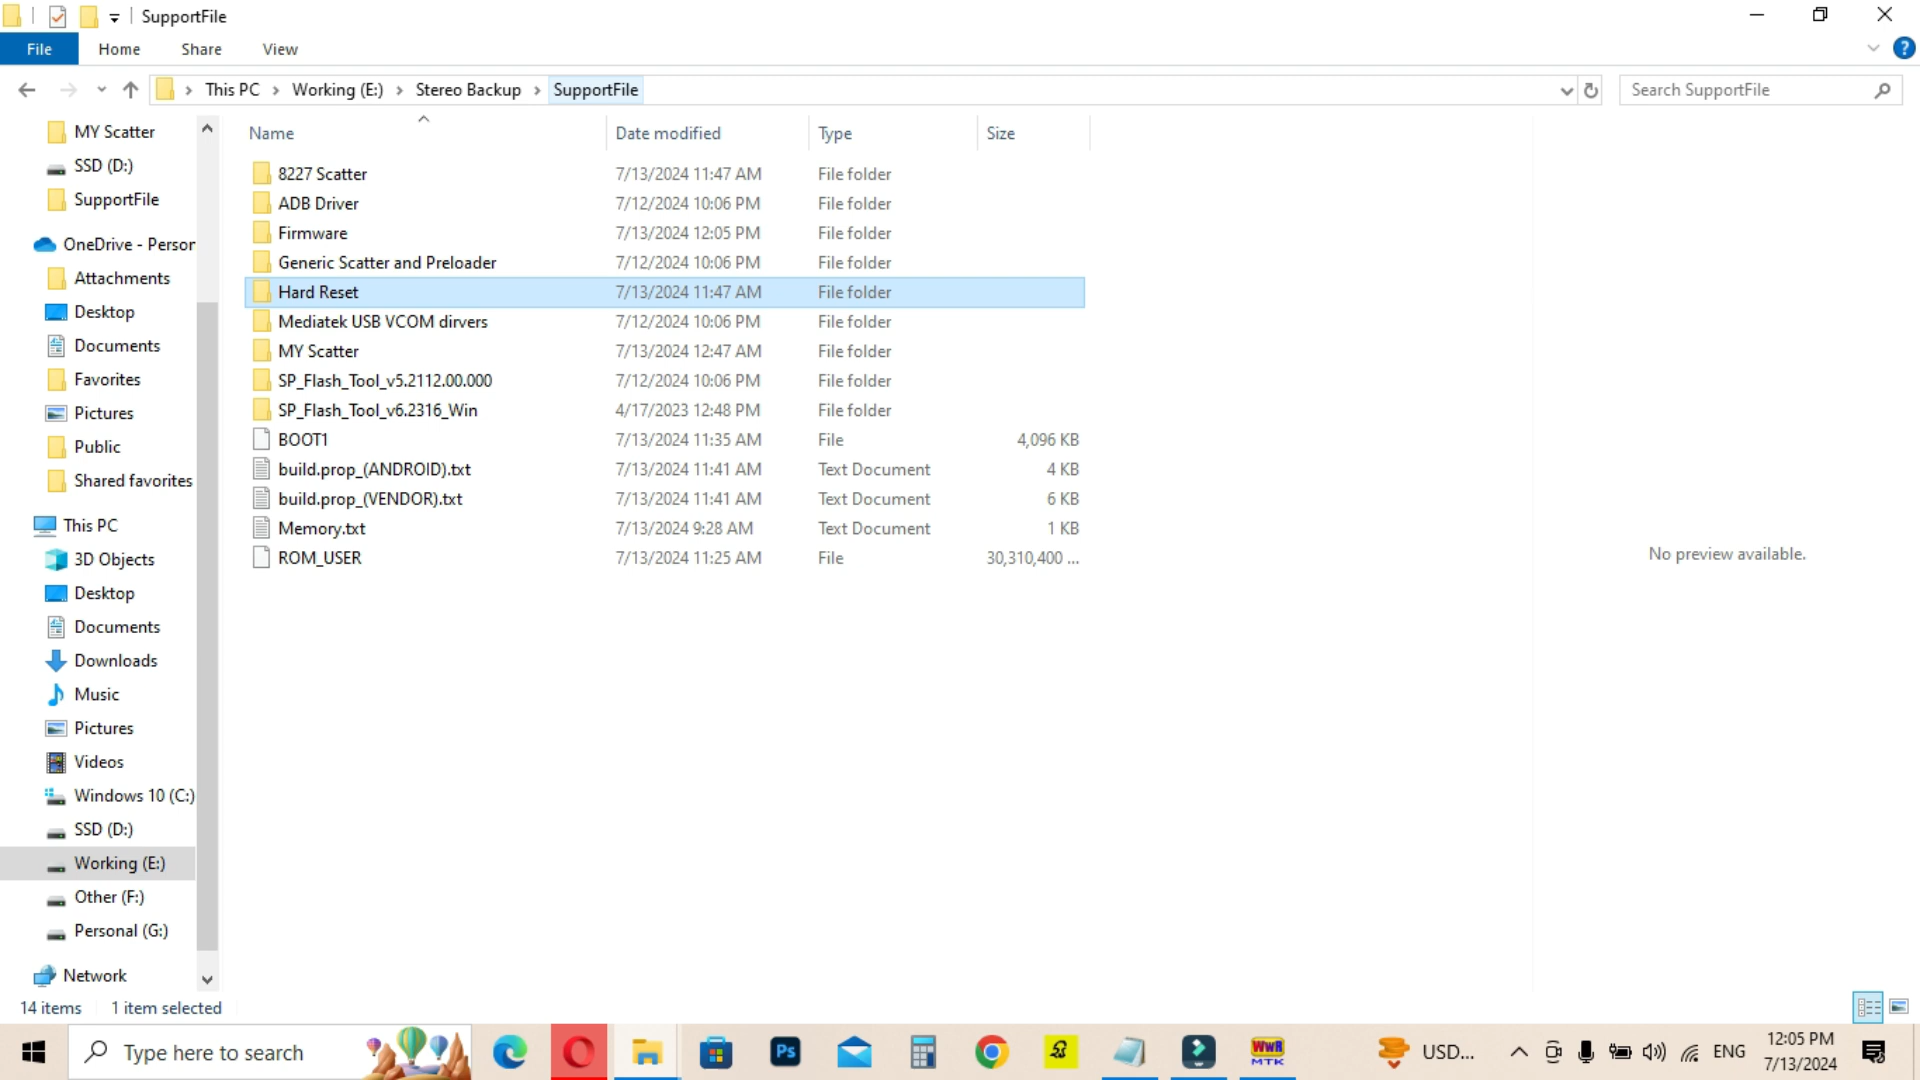 SupportFile
File Home Share View
This PC Working (E:) Stereo Backup SupportFile
Search SupportFile
MY Scatter
SSD (D:)
SupportFile
OneDrive - Person
Attachments
Desktop
Documents
Favorites
Pictures
Public
Shared favorites
This PC
3D Objects
Desktop
Documents
Downloads
Music
Pictures
Videos
Windows 10 (C:)
SSD (D:)
Working (E:)
Other (F:)
Personal (G:)
Network
Name Date modified Type Size
8227 Scatter 7/13/2024 11:47 AM File folder
ADB Driver 7/12/2024 10:06 PM File folder
Firmware 7/13/2024 12:05 PM File folder
Generic Scatter and Preloader 7/12/2024 10:06 PM File folder
Hard Reset 7/13/2024 11:47 AM File folder
Mediatek USB VCOM dirvers 7/12/2024 10:06 PM File folder
MY Scatter 7/13/2024 12:47 AM File folder
SP_Flash_Tool_v5.2112.00.000 7/12/2024 10:06 PM File folder
SP_Flash_Tool_v6.2316_Win 4/17/2023 12:48 PM File folder
BOOT1 7/13/2024 11:35 AM File 4,096 KB
build.prop_(ANDROID).txt 7/13/2024 11:41 AM Text Document 4 KB
build.prop_(VENDOR).txt 7/13/2024 11:41 AM Text Document 6 KB
Memory.txt 7/13/2024 9:28 AM Text Document 1 KB
ROM_USER 7/13/2024 11:25 AM File 30,310,400 ...
No preview available.
14 items 1 item selected
Type here to search
Ps
WwR
MTK
USD...
ENG
12:05 PM
7/13/2024